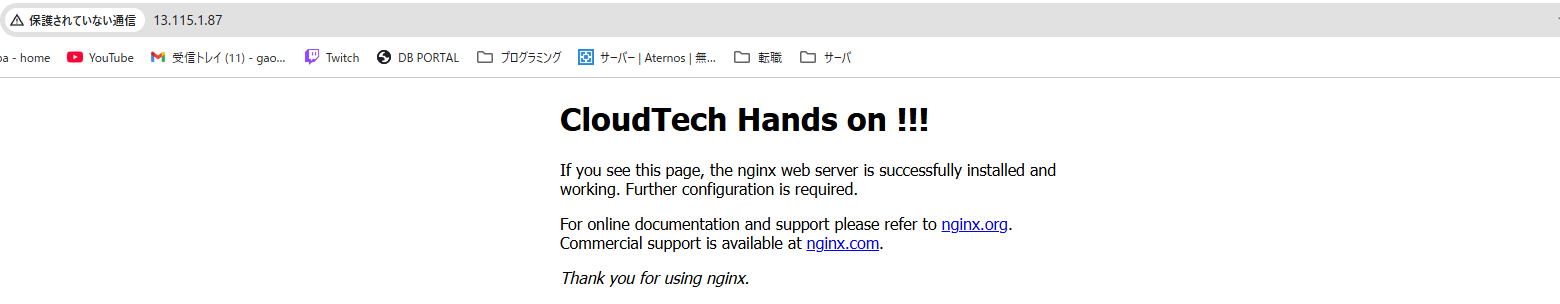 保護されていない通信 13.115.1.87
- home YouTube 受信トレイ (11) - gao... Twitch DB PORTAL プログラミング サーバー | Aternos | 無... 転職 サーバ
CloudTech Hands on !!!
If you see this page, the nginx web server is successfully installed and
working. Further configuration is required.
For online documentation and support please refer to nginx.org.
Commercial support is available at nginx.com.
Thank you for using nginx.